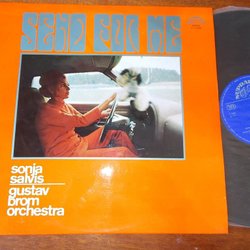 SEND FOR ME
sonja
salvis
gustav
brom
orchestra